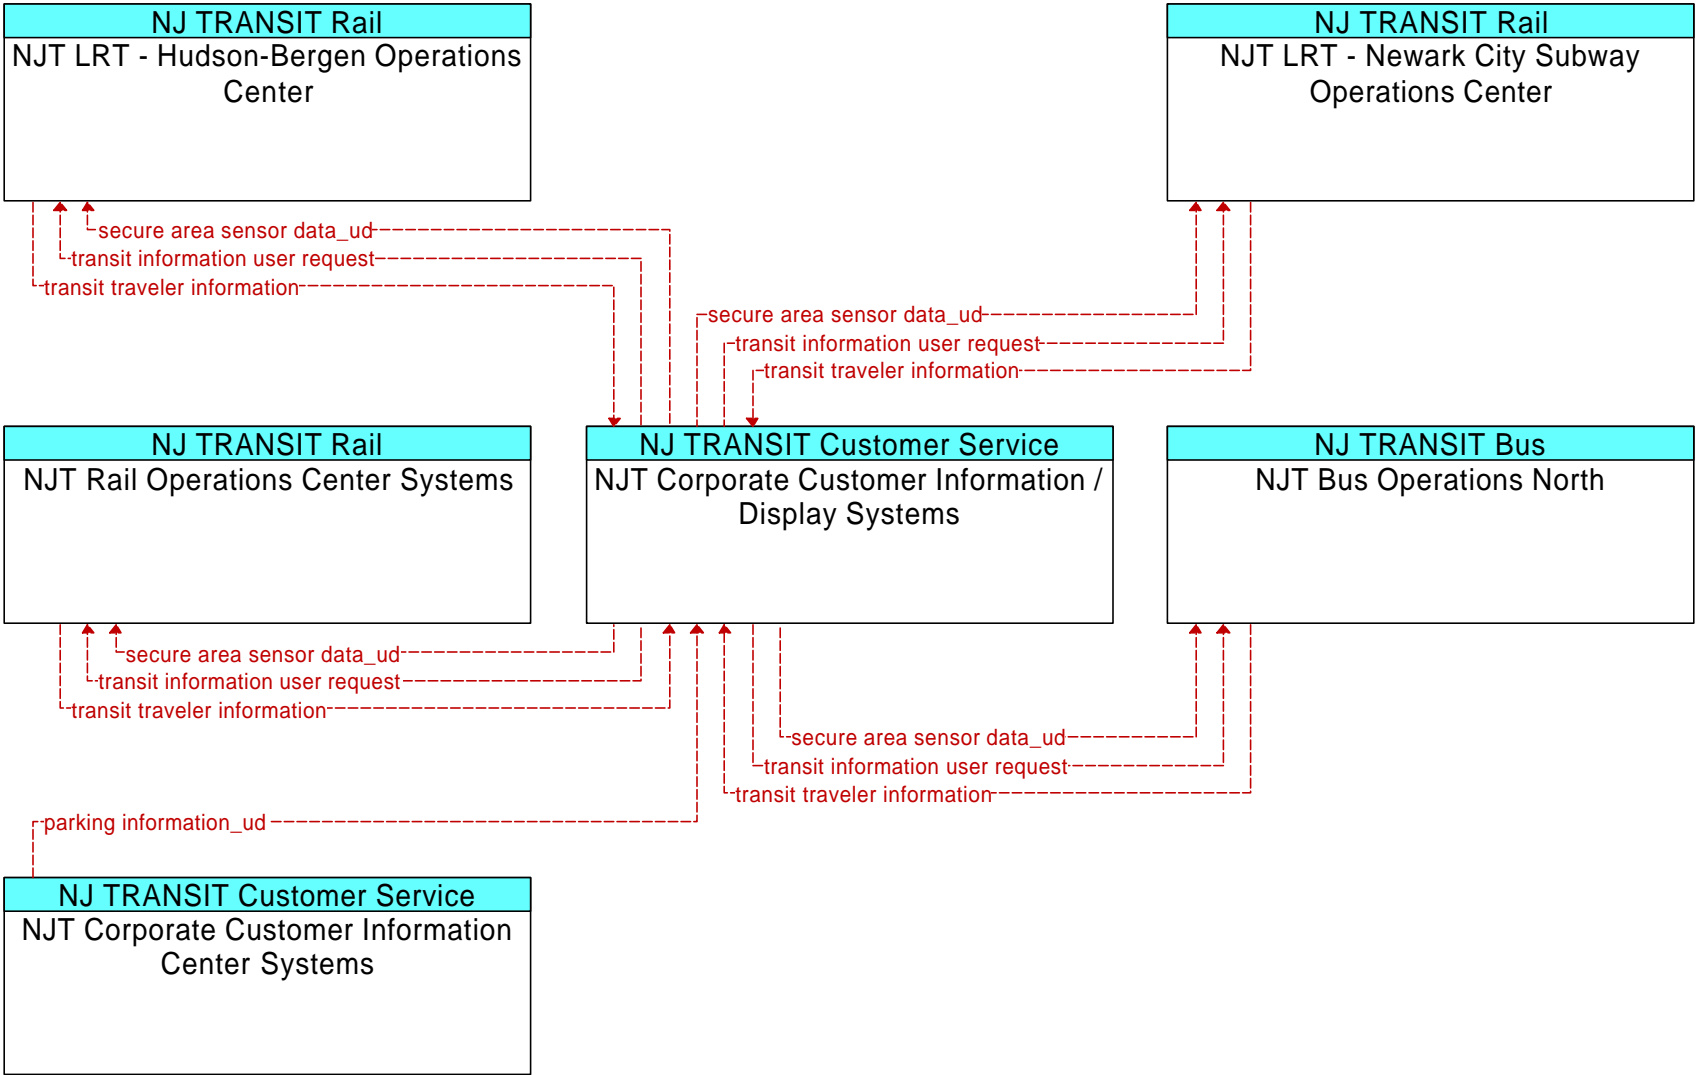 NJ TRANSIT Rail
NJT LRT - Hudson-Bergen Operations
Center
NJ TRANSIT Rail
NJT LRT - Newark City Subway
Operations Center
secure area sensor data_ud
transit information user request
transit traveler information
secure area sensor data_ud
transit information user request
transit traveler information
NJ TRANSIT Rail
NJT Rail Operations Center Systems
NJ TRANSIT Customer Service
NJT Corporate Customer Information /
Display Systems
NJ TRANSIT Bus
NJT Bus Operations North
secure area sensor data_ud
transit information user request
transit traveler information
secure area sensor data_ud
transit information user request
transit traveler information
parking information_ud
NJ TRANSIT Customer Service
NJT Corporate Customer Information
Center Systems